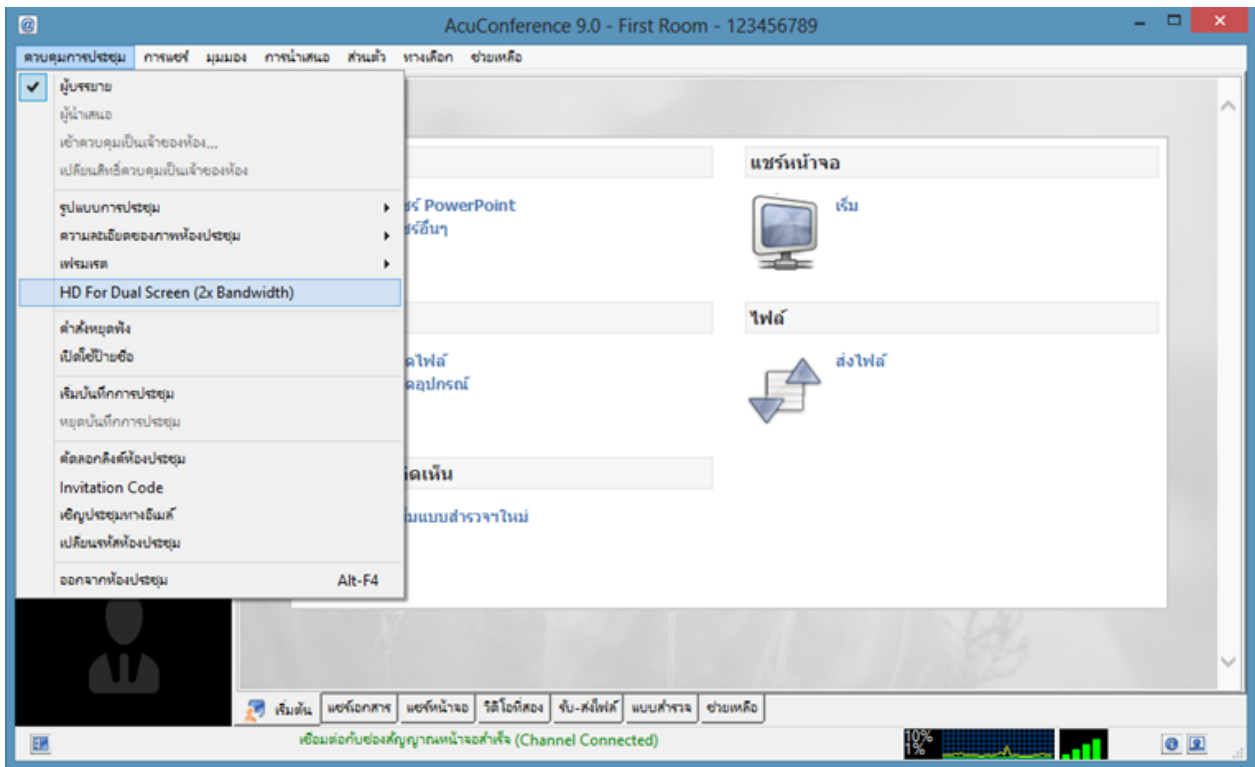 AcuConference 9.0 - First Room - 123456789
ควบคุมการประชุม การแชร์ มุมมอง การนำเสนอ ส่วนตัว ทางเลือก ช่วยเหลือ
ผู้บรรยาย
ผู้นำเสนอ
เข้าควบคุมเป็นเจ้าของห้อง...
เปลี่ยนสิทธิ์ควบคุมเป็นเจ้าของห้อง
รูปแบบการประชุม
ความละเอียดของภาพห้องประชุม
เฟรมเรต
HD For Dual Screen (2x Bandwidth)
คำสั่งหยุดฟัง
เปิดใช้ป้ายชื่อ
เริ่มบันทึกการประชุม
หยุดบันทึกการประชุม
คัดลอกลิงค์ห้องประชุม
Invitation Code
เชิญประชุมทางอีเมล์
เปลี่ยนรหัสห้องประชุม
ออกจากห้องประชุม Alt-F4
PowerPoint
ร์อื่นๆ
ดไฟล์
ดอุปกรณ์
ดเห็น
มแบบสำรวจฯใหม่
แชร์หน้าจอ
เริ่ม
ไฟล์
ส่งไฟล์
เริ่มต้น แชร์เอกสาร แชร์หน้าจอ วิดีโอที่สอง รับ-ส่งไฟล์ แบบสำรวจ ช่วยเหลือ
เชื่อมต่อกับช่องสัญญาณหน้าจอสำเร็จ (Channel Connected)
10%
1%